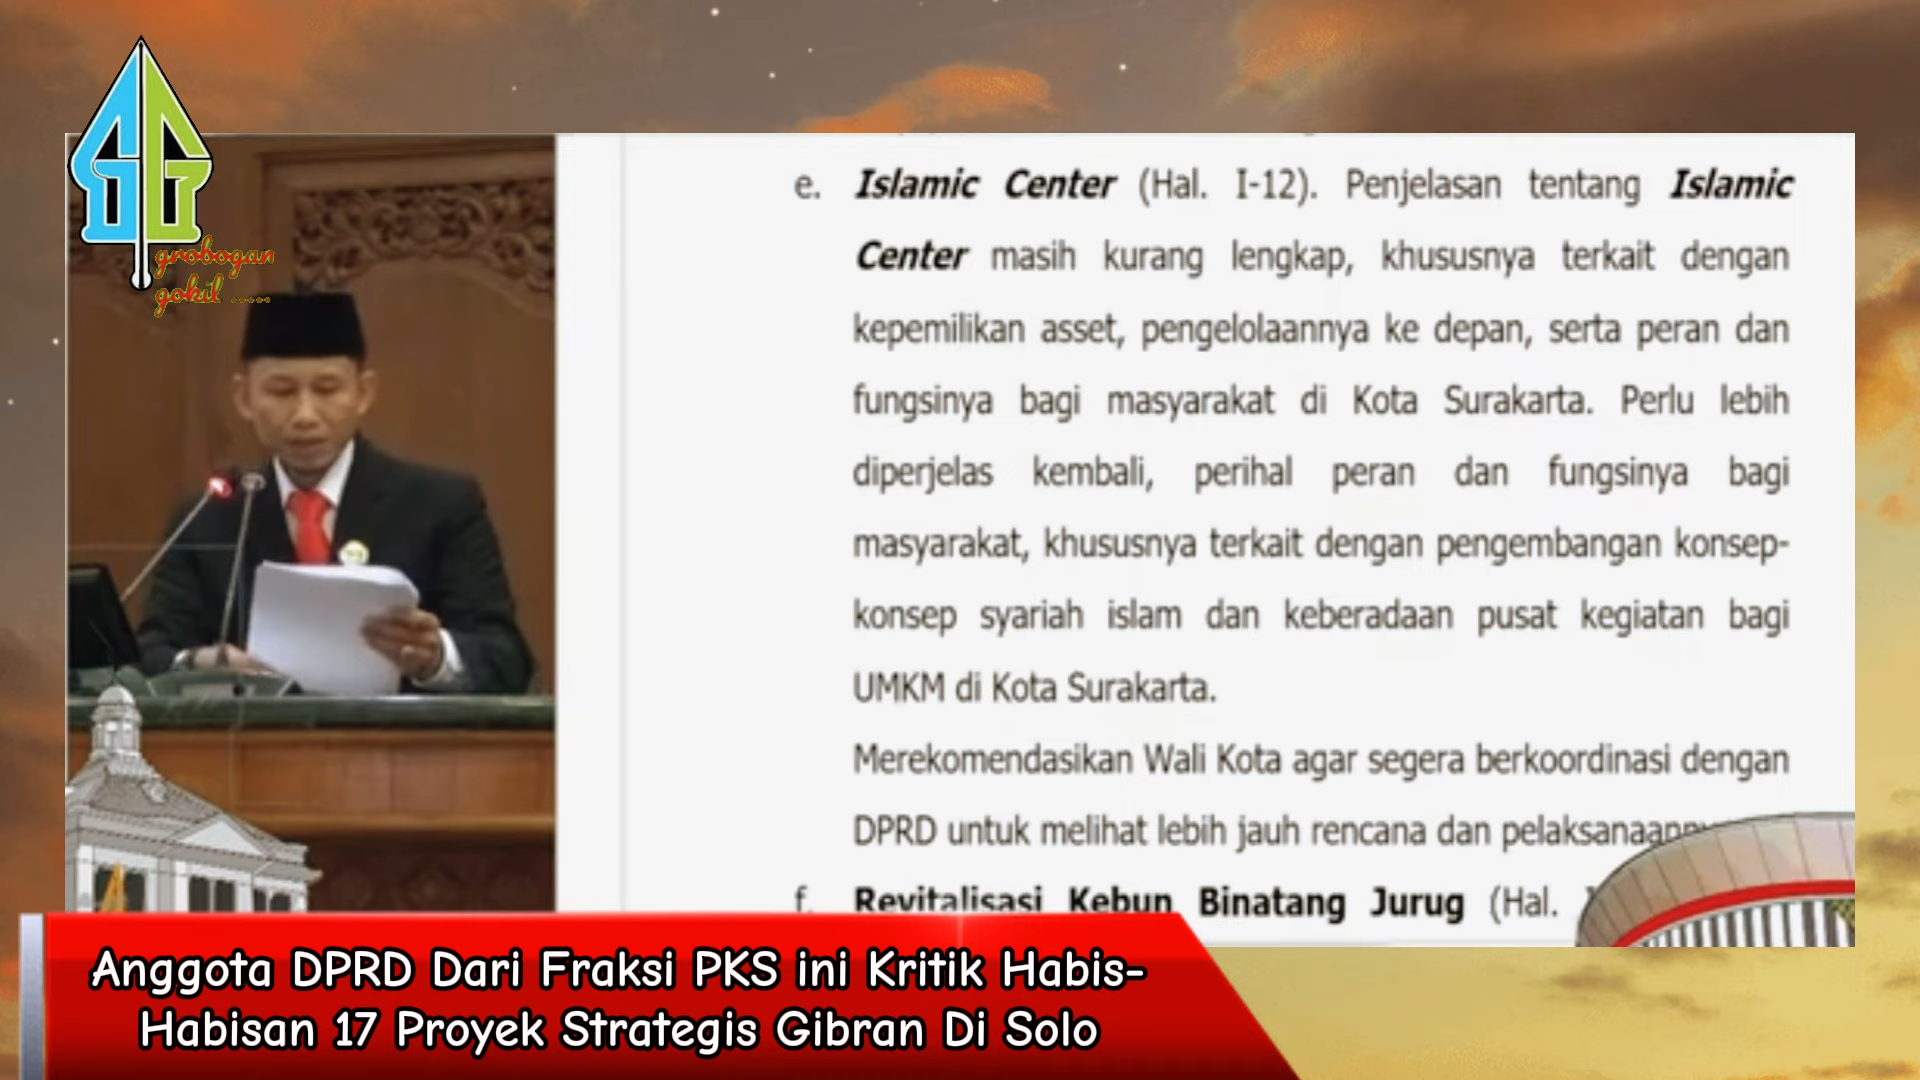 grobogan
gokil .....
e. Islamic Center (Hal. I-12). Penjelasan tentang Islamic
Center masih kurang lengkap, khususnya terkait dengan
kepemilikan asset, pengelolaannya ke depan, serta peran dan
fungsinya bagi masyarakat di Kota Surakarta. Perlu lebih
diperjelas kembali, perihal peran dan fungsinya bagi
masyarakat, khususnya terkait dengan pengembangan konsep-
konsep syariah islam dan keberadaan pusat kegiatan bagi
UMKM di Kota Surakarta.
Merekomendasikan Wali Kota agar segera berkoordinasi dengan
DPRD untuk melihat lebih jauh rencana dan
f. Revitalisasi Kebun Binatang Jurug (Hal.
Anggota DPRD Dari Fraksi PKS ini Kritik Habis-
Habisan 17 Proyek Strategis Gibran Di Solo